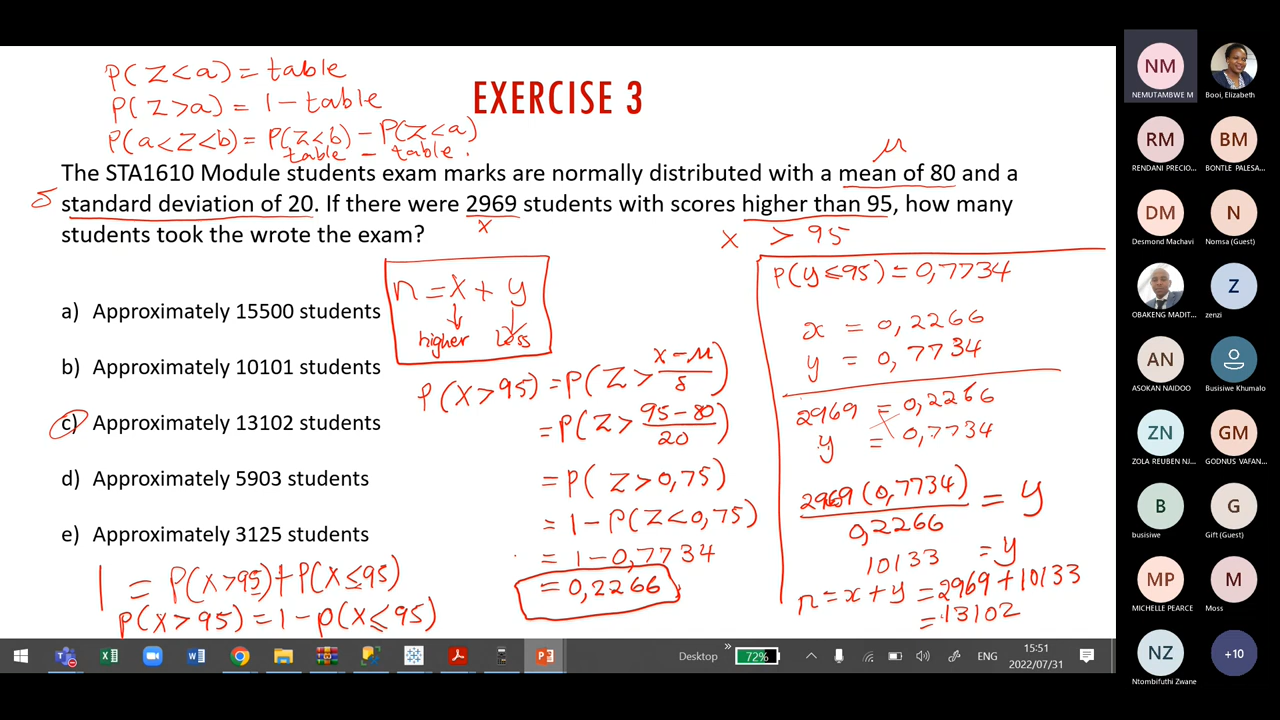 P(Z<a) = table
P(Z>a) = 1 - table
P(a<Z<b) = P(Z<b) - P(Z<a)
table - table.
EXERCISE 3
μ
The STA1610 Module students exam marks are normally distributed with a mean of 80 and a
δ standard deviation of 20. If there were 2969 students with scores higher than 95, how many
students took the wrote the exam?
x
x > 95
n = x + y
higher Less
a) Approximately 15500 students
b) Approximately 10101 students
c) Approximately 13102 students
d) Approximately 5903 students
e) Approximately 3125 students
P(X>95) = P(Z > (x-μ)/δ)
= P(Z > (95-80)/20)
= P(Z > 0,75)
= 1 - P(Z<0,75)
= 1 - 0,7734
= 0,2266
1 = P(X>95) + P(X≤95)
P(X>95) = 1 - P(X≤95)
P(y≤95) = 0,7734
x = 0,2266
y = 0,7734
2969 = 0,2266
y = 0,7734
2969(0,7734)/0,2266 = y
10133 = y
n = x + y = 2969 + 10133
= 13102
NM
NEMUTAMBWE M
Booi, Elizabeth
RM
RENDANI PRECIO...
BM
BONTLE PALESA...
DM
Desmond Machavi
N
Nomsa (Guest)
OBAKENG MADIT...
Z
zenzi
AN
ASOKAN NAIDOO
Busisiwe Khumalo
ZN
ZOLA REUBEN NJ...
GM
GODNUS VAFAN...
B
busisiwe
G
Gift (Guest)
MP
MICHELLE PEARCE
M
Moss
NZ
Ntombifuthi Zwane
+10
Desktop
»
72%
ENG
15:51
2022/07/31